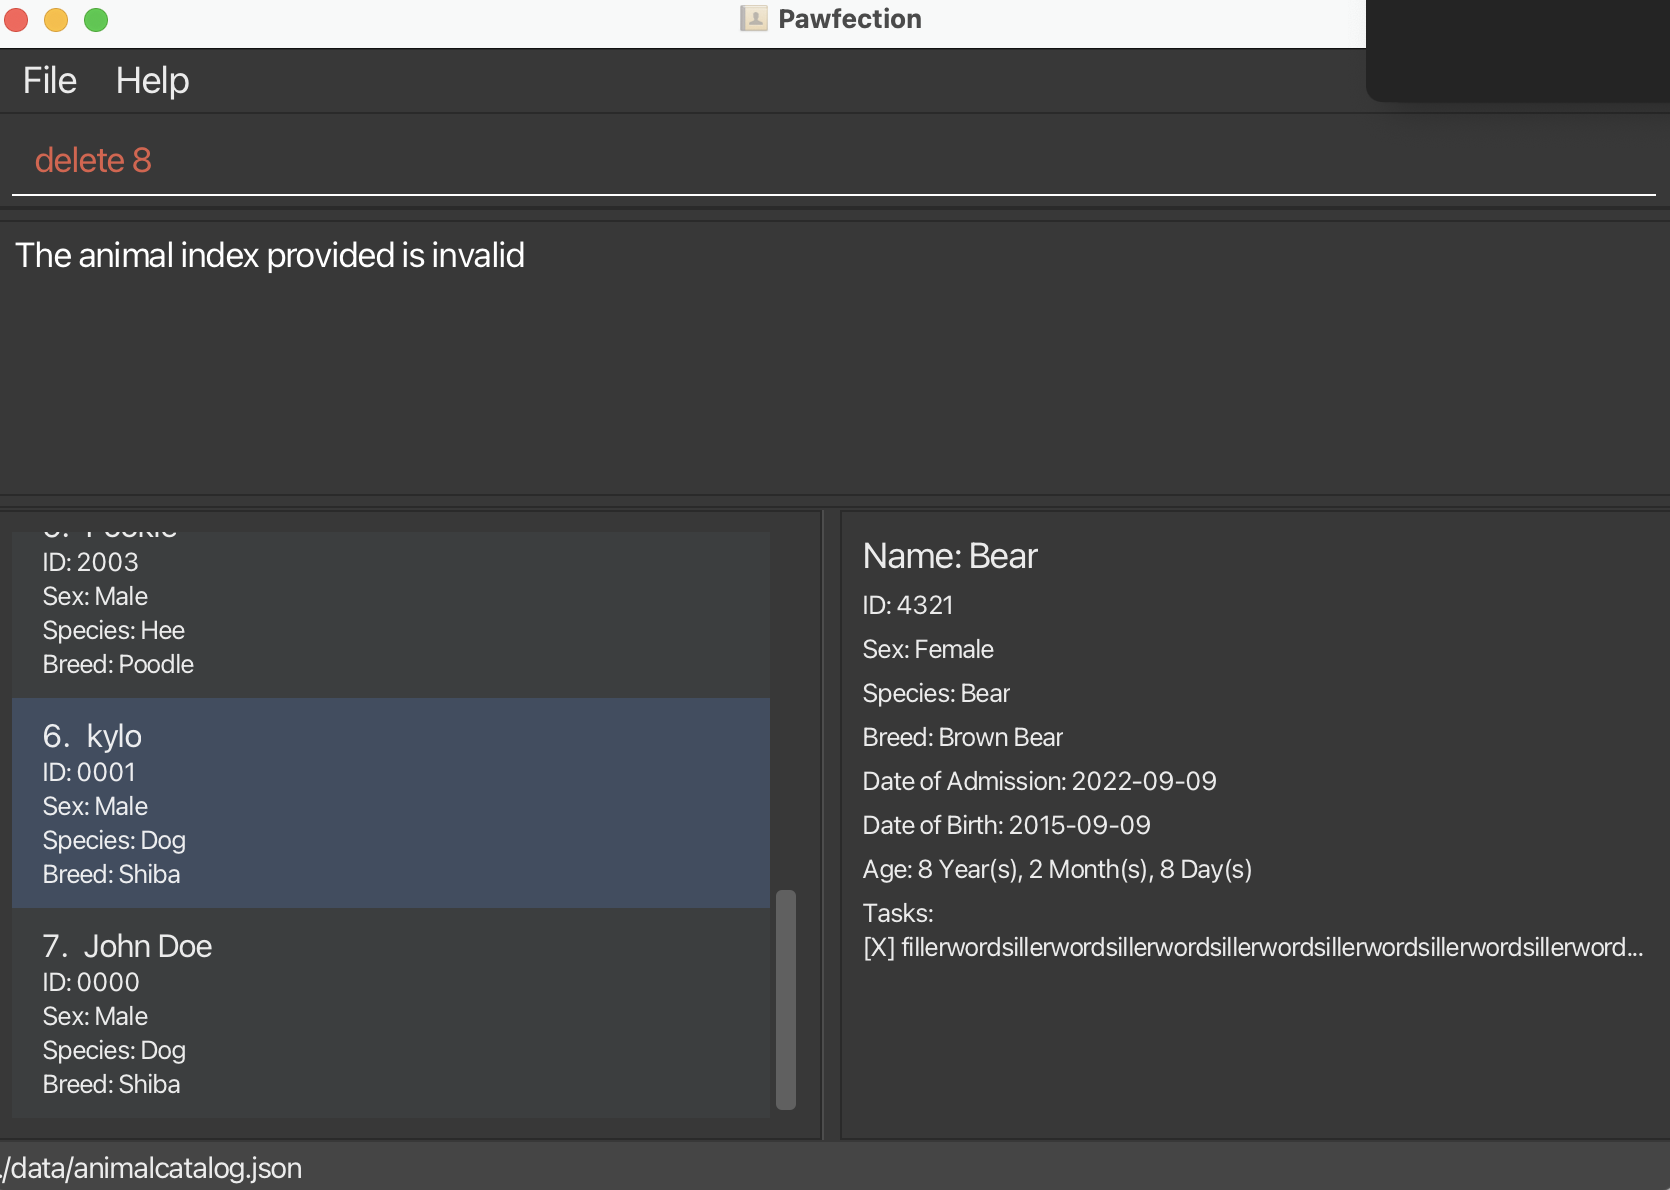 Pawfection
File Help
delete 8
The animal index provided is invalid
ID: 2003
Sex: Male
Species: Hee
Breed: Poodle
6. kylo
ID: 0001
Sex: Male
Species: Dog
Breed: Shiba
7. John Doe
ID: 0000
Sex: Male
Species: Dog
Breed: Shiba
Name: Bear
ID: 4321
Sex: Female
Species: Bear
Breed: Brown Bear
Date of Admission: 2022-09-09
Date of Birth: 2015-09-09
Age: 8 Year(s), 2 Month(s), 8 Day(s)
Tasks:
[X] fillerwordsillerwordsillerwordsillerwordsillerwordsillerwordsillerword...
./data/animalcatalog.json